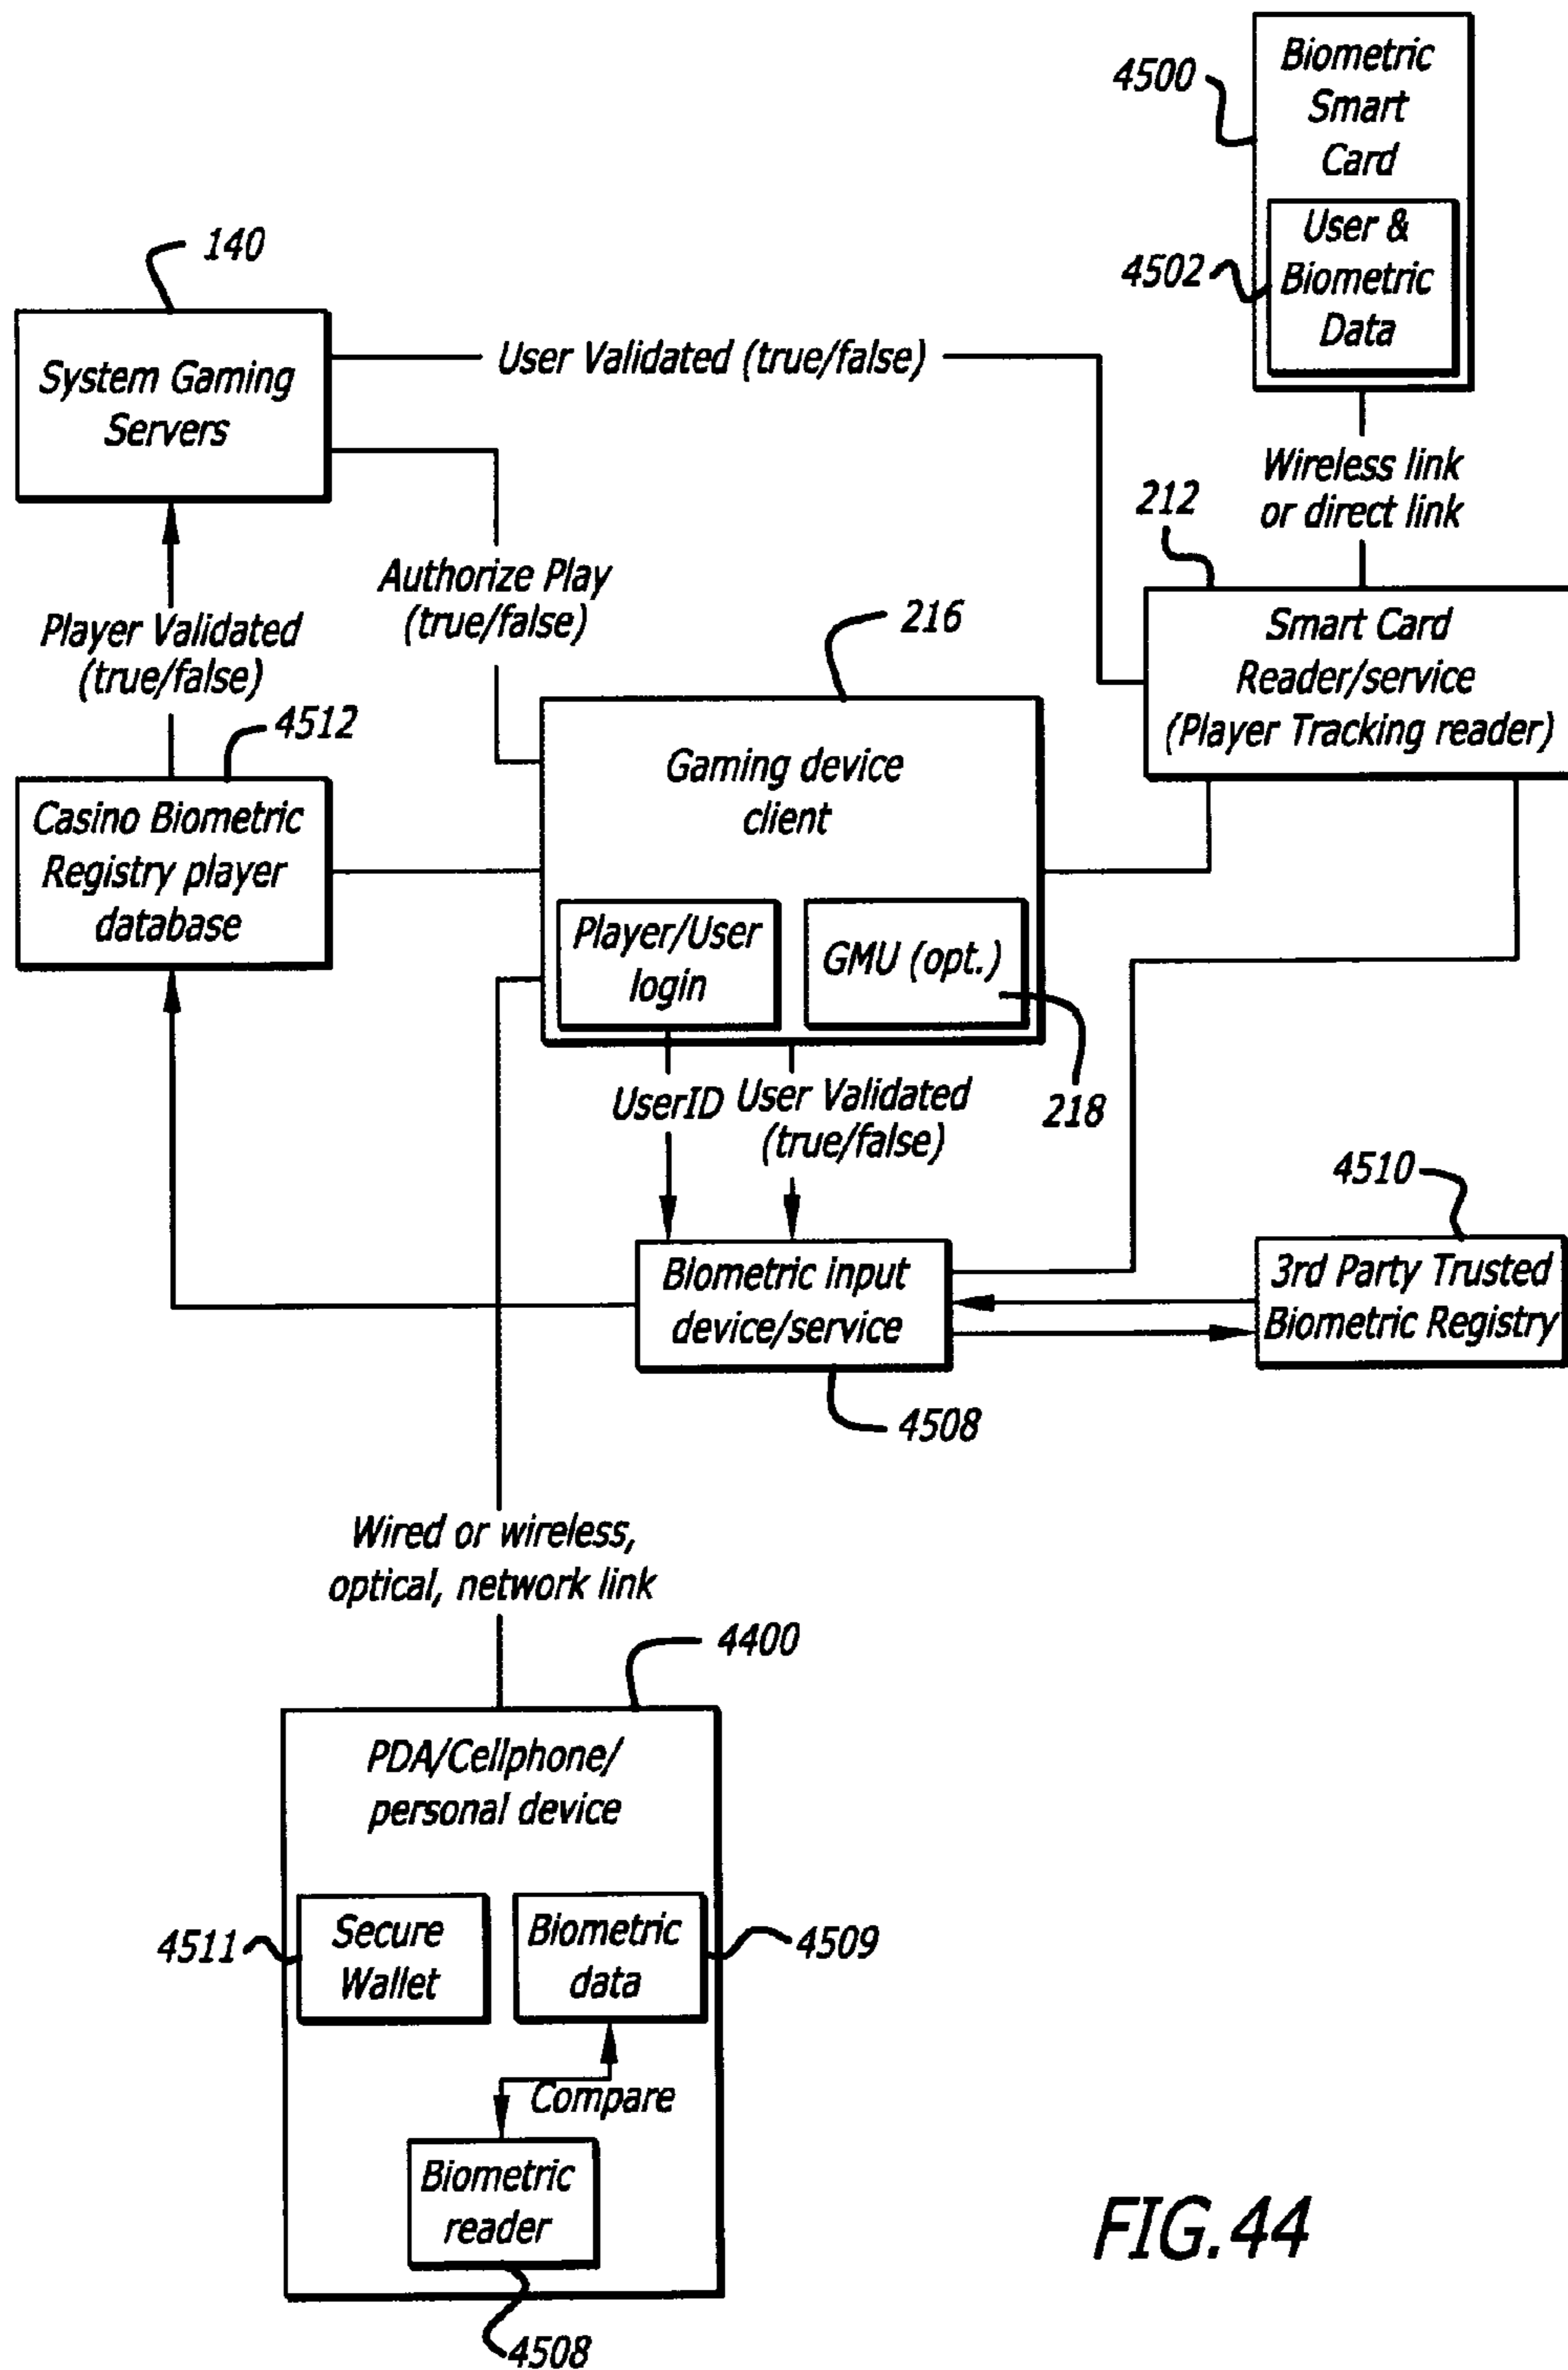 4500
Biometric
Smart
Card
4502
User &
Biometric
Data
140
System Gaming
Servers
User Validated (true/false)
Wireless link
or direct link
212
Smart Card
Reader/service
(Player Tracking reader)
Authorize Play
(true/false)
Player Validated
(true/false)
216
4512
Casino Biometric
Registry player
database
Gaming device
client
Player/User
login
GMU (opt.)
218
UserID
User Validated
(true/false)
4510
3rd Party Trusted
Biometric Registry
Biometric input
device/service
4508
Wired or wireless,
optical, network link
4400
PDA/Cellphone/
personal device
4511
Secure
Wallet
Biometric
data
4509
Compare
Biometric
reader
4508
FIG. 44